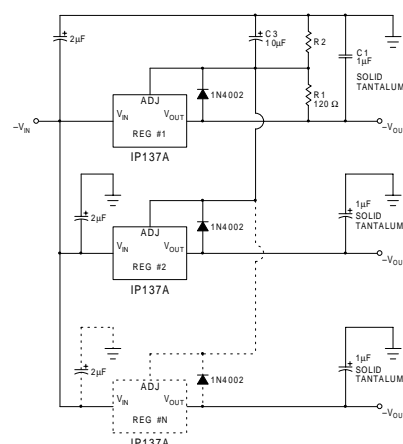 2µF
C3
10µF
R2
C1
1µF
SOLID
TANTALUM
ADJ
1N4002
R1
120 Ω
–VIN
VIN
VOUT
REG #1
–VOU
IP137A
2µF
ADJ
1N4002
1µF
SOLID
TANTALUM
VIN
VOUT
REG #2
–VOU
IP137A
2µF
ADJ
1N4002
1µF
SOLID
TANTALUM
VIN
VOUT
REG #N
–VOU
IP137A